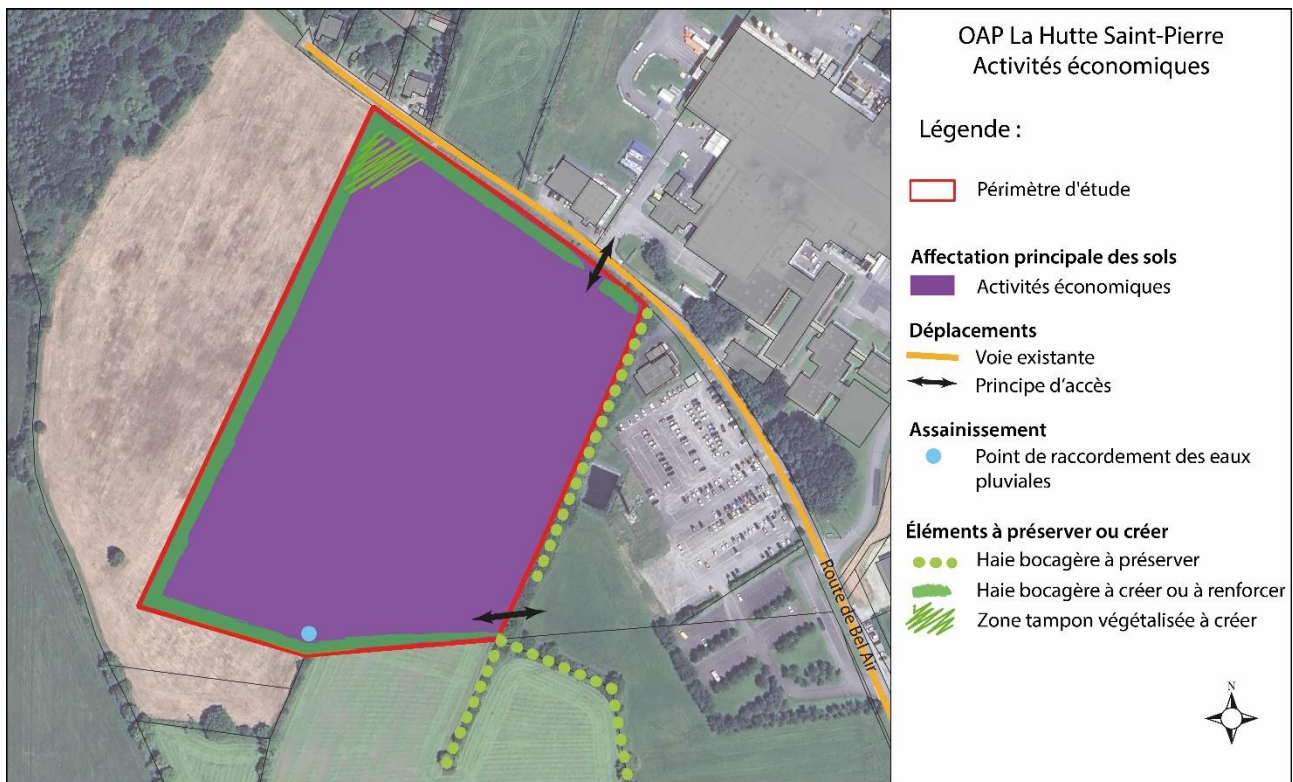 OAP La Hutte Saint-Pierre
Activités économiques
Légende :
Périmètre d'étude
Affectation principale des sols
Activités économiques
Déplacements
Voie existante
Principe d'accès
Assainissement
Point de raccordement des eaux
pluviales
Éléments à préserver ou créer
Haie bocagère à préserver
Haie bocagère à créer ou à renforcer
Zone tampon végétalisée à créer
Route de Bel Air
N